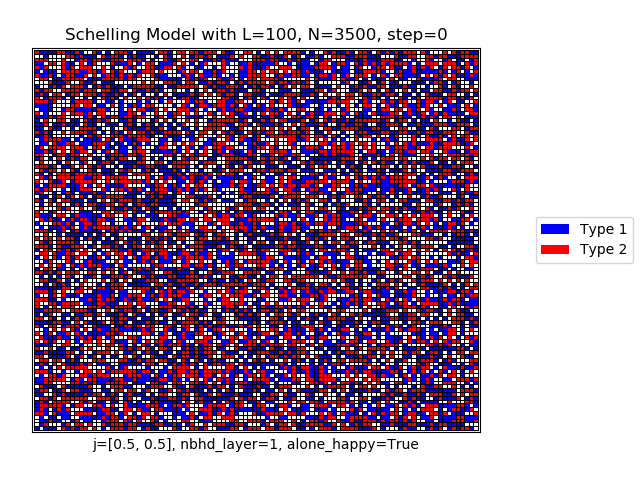 Schelling Model with L=100, N=3500, step=0
Type 1
Type 2
j=[0.5, 0.5], nbhd_layer=1, alone_happy=True